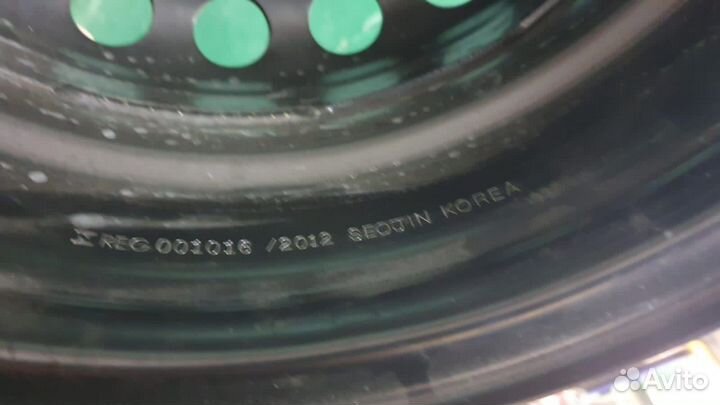 REG.001016 /2012 SEOJIN KOREA
Avito